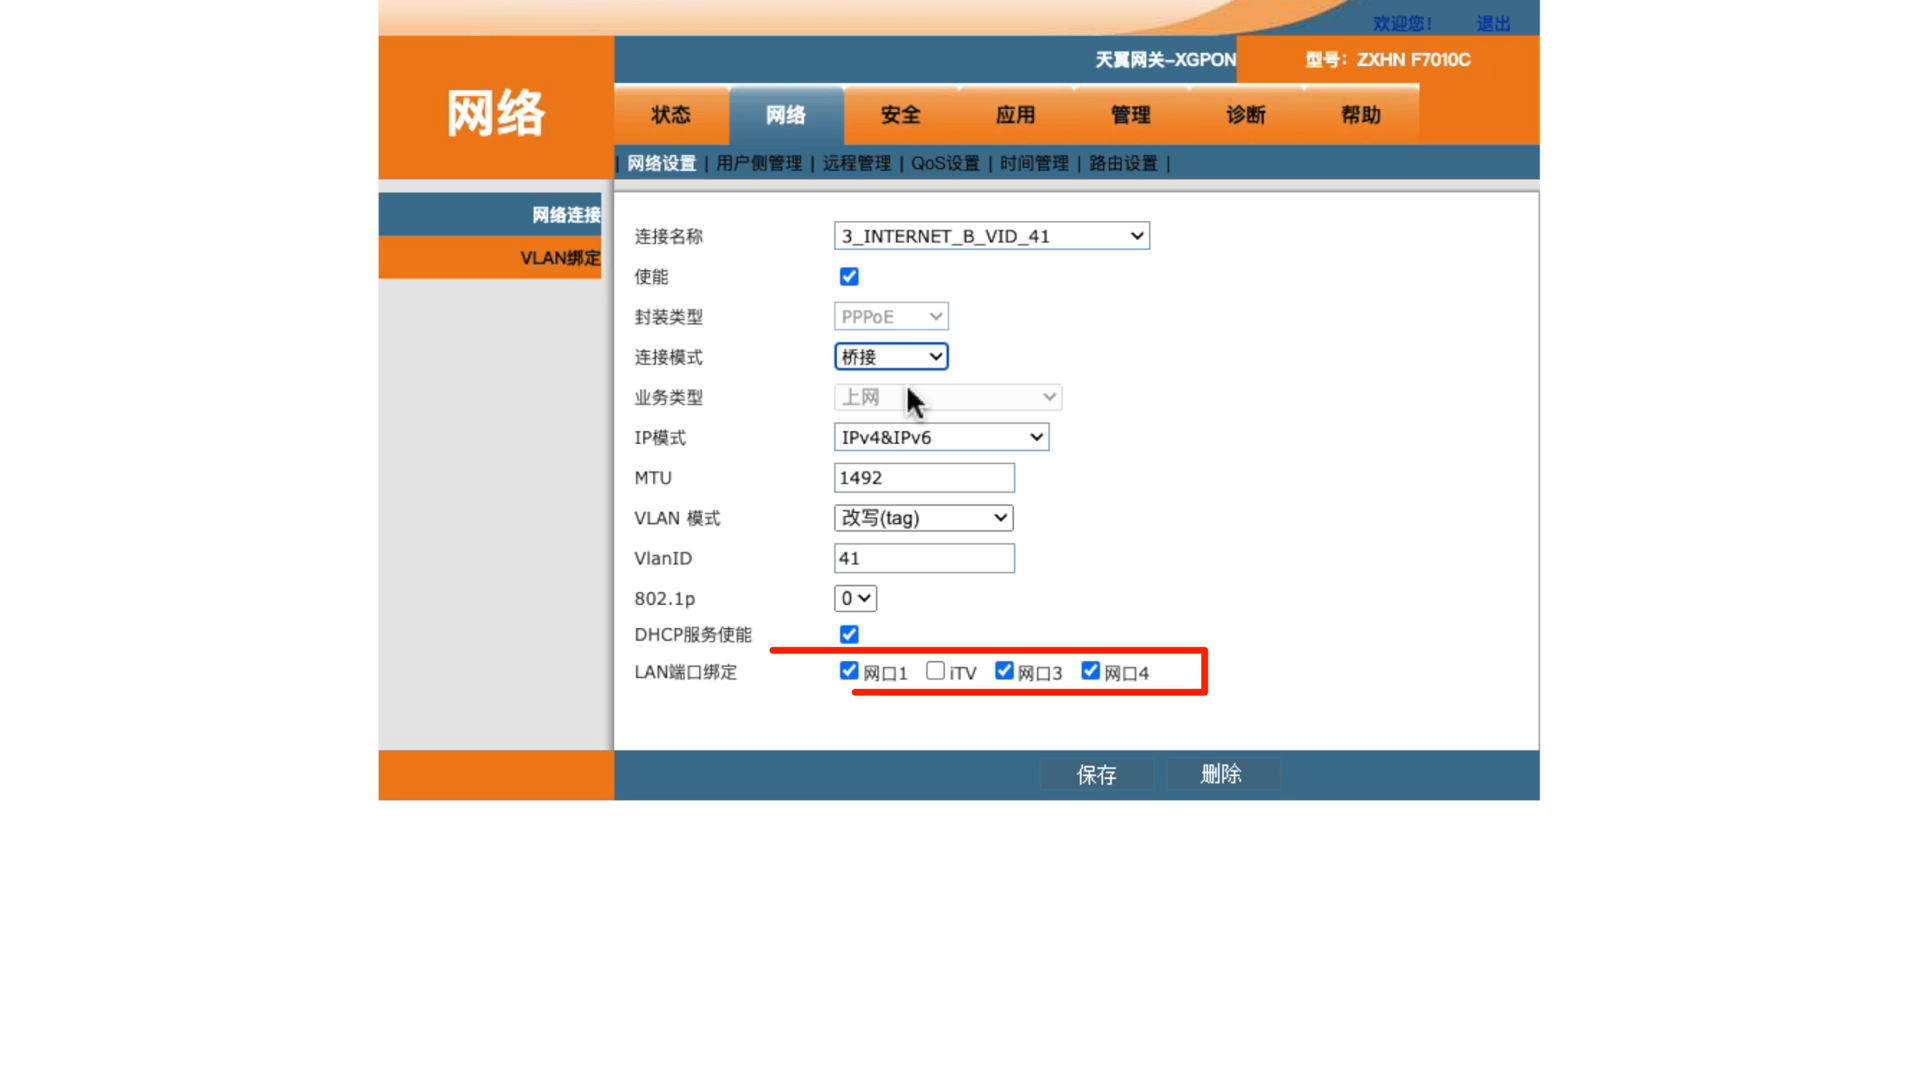 欢迎您! 退出
天翼网关-XGPON 型号: ZXHN F7010C
网络
状态 网络 安全 应用 管理 诊断 帮助
| 网络设置 | 用户侧管理 | 远程管理 | QoS设置 | 时间管理 | 路由设置 |
网络连接
VLAN绑定
连接名称 3_INTERNET_B_VID_41
使能
封装类型 PPPoE
连接模式 桥接
业务类型 上网
IP模式 IPv4&IPv6
MTU 1492
VLAN 模式 改写(tag)
VlanID 41
802.1p 0
DHCP服务使能
LAN端口绑定 网口1 iTV 网口3 网口4
保存 删除